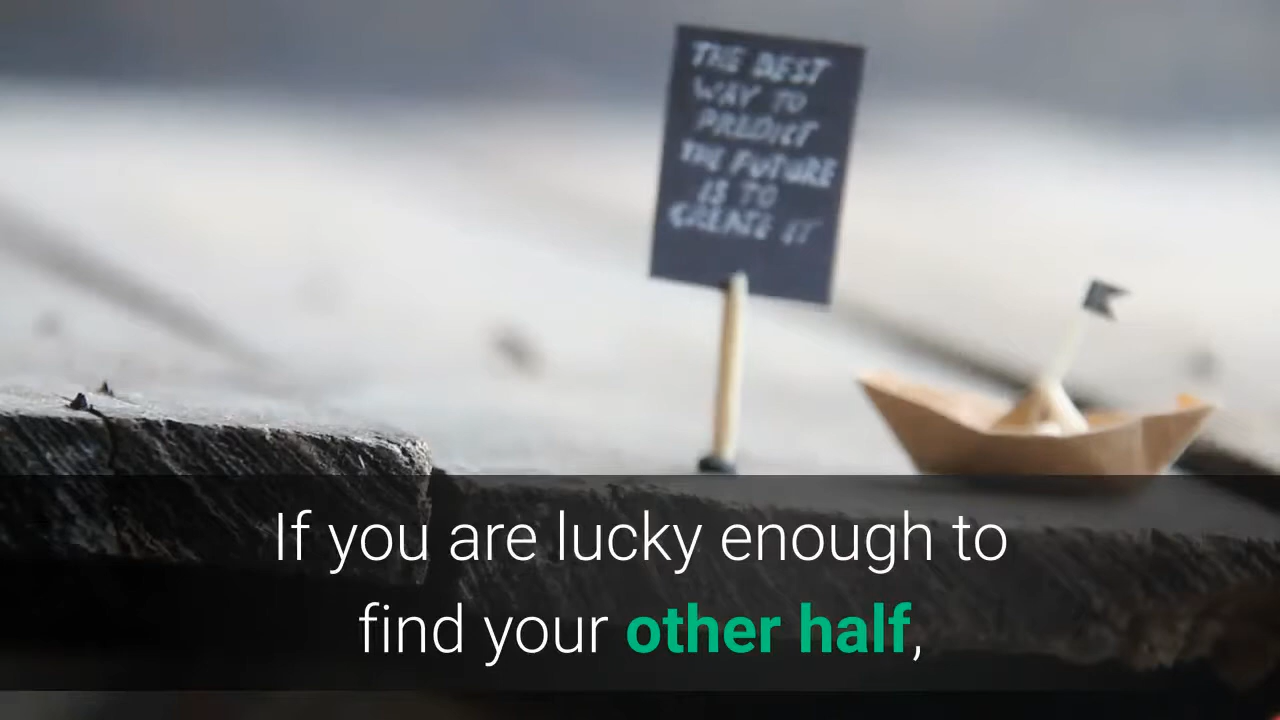 THE BEST
WAY TO
PREDICT
THE FUTURE
IS TO
CREATE IT
If you are lucky enough to
find your other half,